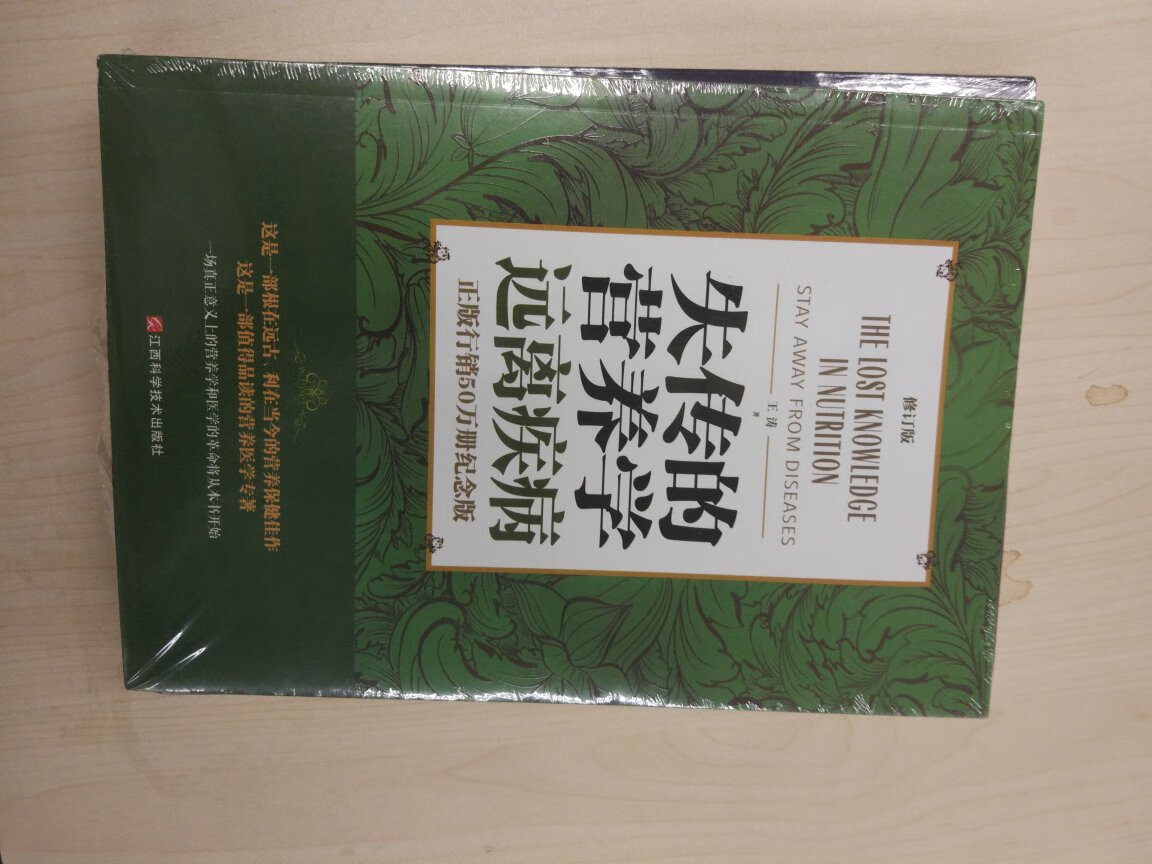 修订版
THE LOST KNOWLEDGE
IN NUTRITION
STAY AWAY FROM DISEASES
王涛 著
失传的
营养学
远离疾病
正版行销50万册纪念版
这是一部根在远古 利在当今的营养保健佳作
这是一部值得品读的营养医学专著
一场真正意义上的营养学和医学的革命将从本书开始
江西科学技术出版社